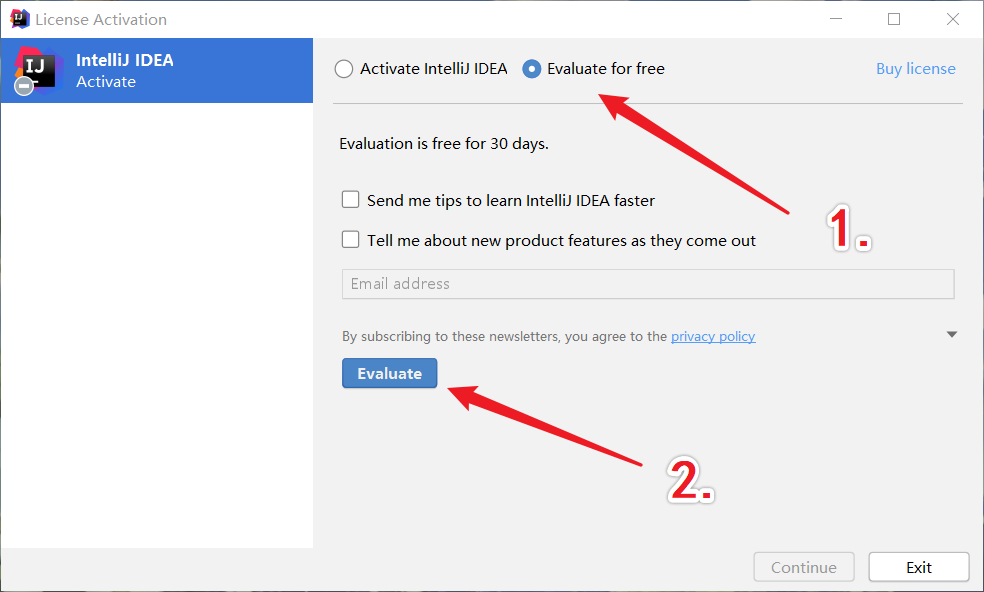 License Activation
IJ
IntelliJ IDEA
Activate
Activate IntelliJ IDEA
Evaluate for free
Buy license
Evaluation is free for 30 days.
Send me tips to learn IntelliJ IDEA faster
1.
Tell me about new product features as they come out
Email address
By subscribing to these newsletters, you agree to the privacy policy
Evaluate
2.
Continue
Exit